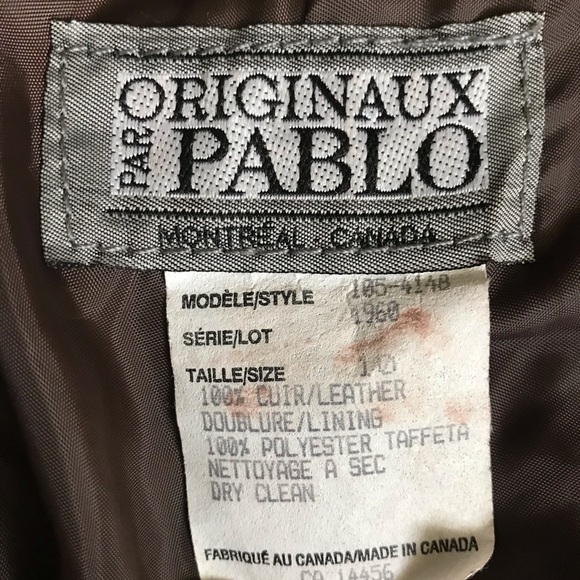 ORIGINAUX
PAR PABLO
MONTRÉAL . CANADA
MODÈLE/STYLE 105-4148
1960
SÉRIE/LOT
TAILLE/SIZE
100% CUIR/LEATHER
DOUBLURE/LINING
100% POLYESTER TAFFETA
NETTOYAGE A SEC
DRY CLEAN
FABRIQUÉ AU CANADA/MADE IN CANADA
CA 14456